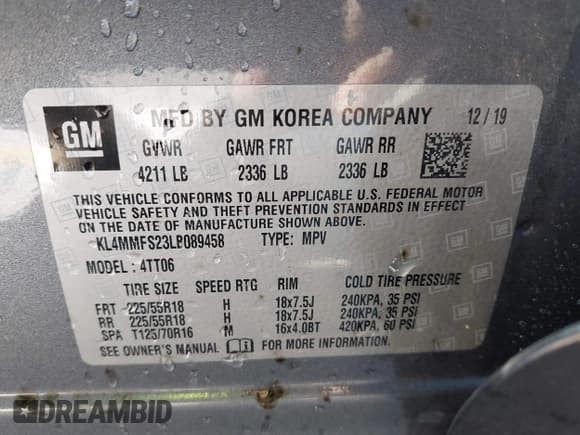 GM MFD BY GM KOREA COMPANY 12/19
GVWR GAWR FRT GAWR RR
4211 LB 2336 LB 2336 LB
THIS VEHICLE CONFORMS TO ALL APPLICABLE U.S. FEDERAL MOTOR
VEHICLE SAFETY AND THEFT PREVENTION STANDARDS IN EFFECT
ON THE DATE OF MANUFACTURE SHOWN ABOVE.
KL4MMFS23LB089458 TYPE: MPV
MODEL: 4TT06
TIRE SIZE SPEED RTG RIM COLD TIRE PRESSURE
FRT 225/55R18 H 18x7.5J 240KPA, 35 PSI
RR 225/55R18 H 18x7.5J 240KPA, 35 PSI
SPA T125/70R16 M 16x4.0BT 420KPA, 60 PSI
SEE OWNER'S MANUAL FOR MORE INFORMATION.
DREAMBID